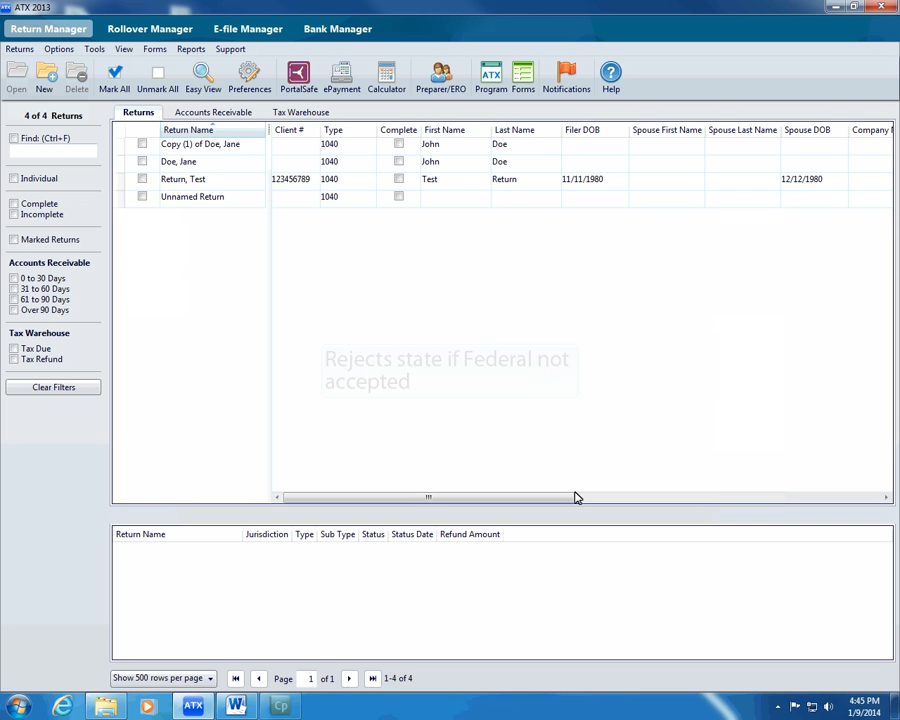 ATX 2013
Return Manager Rollover Manager E-file Manager Bank Manager
Returns Options Tools View Forms Reports Support
Open New Delete Mark All Unmark All Easy View Preferences PortalSafe ePayment Calculator Preparer/ERO ATX Program Forms Notifications Help
4 of 4 Returns
Returns Accounts Receivable Tax Warehouse
Find: (Ctrl+F)
Individual
Complete
Incomplete
Marked Returns
Accounts Receivable
0 to 30 Days
31 to 60 Days
61 to 90 Days
Over 90 Days
Tax Warehouse
Tax Due
Tax Refund
Clear Filters
Return Name Client # Type Complete First Name Last Name Filer DOB Spouse First Name Spouse Last Name Spouse DOB Company
Copy (1) of Doe, Jane 1040 John Doe
Doe, Jane 1040 John Doe
Return, Test 123456789 1040 Test Return 11/11/1980 12/12/1980
Unnamed Return 1040
Rejects state if Federal not
accepted
Return Name Jurisdiction Type Sub Type Status Status Date Refund Amount
Show 500 rows per page Page 1 of 1 1-4 of 4
ATX W Cp 4:45 PM
1/9/2014